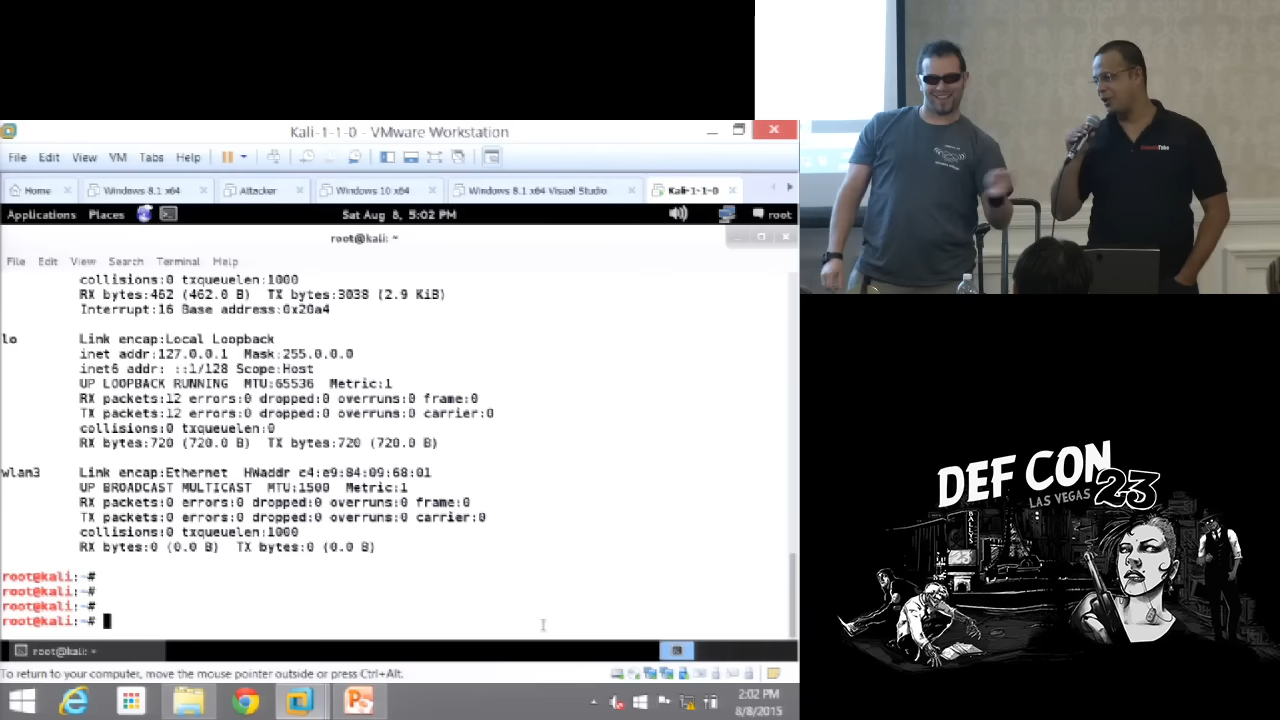 Kali-1-1-0 - VMware Workstation
File Edit View VM Tabs Help
Home Windows 8.1 x64 Attacker Windows 10 x64 Windows 8.1 x64 Visual Studio Kali-1-1-0
Applications Places Sat Aug 8, 5:02 PM root
root@kali: ~
File Edit View Search Terminal Help
collisions:0 txqueuelen:1000
RX bytes:462 (462.0 B) TX bytes:3038 (2.9 KiB)
Interrupt:16 Base address:0x20a4
lo Link encap:Local Loopback
inet addr:127.0.0.1 Mask:255.0.0.0
inet6 addr: ::1/128 Scope:Host
UP LOOPBACK RUNNING MTU:65536 Metric:1
RX packets:12 errors:0 dropped:0 overruns:0 frame:0
TX packets:12 errors:0 dropped:0 overruns:0 carrier:0
collisions:0 txqueuelen:0
RX bytes:720 (720.0 B) TX bytes:720 (720.0 B)
wlan3 Link encap:Ethernet HWaddr c4:e9:84:09:68:01
UP BROADCAST MULTICAST MTU:1500 Metric:1
RX packets:0 errors:0 dropped:0 overruns:0 frame:0
TX packets:0 errors:0 dropped:0 overruns:0 carrier:0
collisions:0 txqueuelen:1000
RX bytes:0 (0.0 B) TX bytes:0 (0.0 B)
root@kali:~#
root@kali:~#
root@kali:~#
root@kali:~#
root@kali: ~
To return to your computer, move the mouse pointer outside or press Ctrl+Alt.
2:02 PM
8/8/2015
DEF CON 23
LAS VEGAS
BALLYS
23